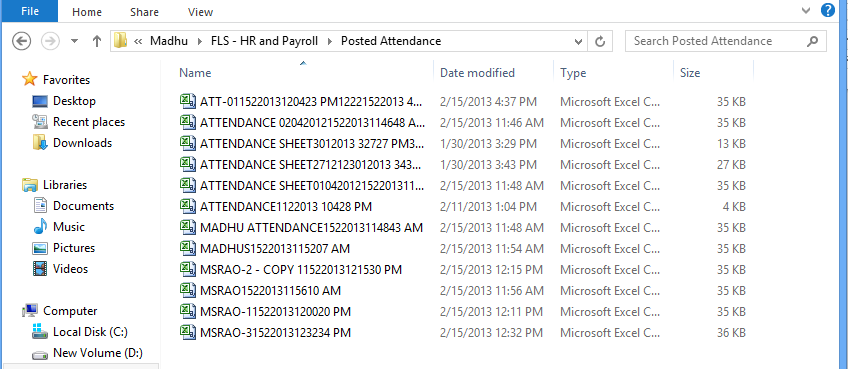 File Home Share View
« Madhu FLS - HR and Payroll Posted Attendance Search Posted Attendance
Name Date modified Type Size
Favorites
Desktop
Recent places
Downloads
Libraries
Documents
Music
Pictures
Videos
Computer
Local Disk (C:)
New Volume (D:)
ATT-011522013120423 PM12221522013 4... 2/15/2013 4:37 PM Microsoft Excel C... 35 KB
ATTENDANCE 020420121522013114648 A... 2/15/2013 11:46 AM Microsoft Excel C... 35 KB
ATTENDANCE SHEET3012013 32727 PM3... 1/30/2013 3:29 PM Microsoft Excel C... 13 KB
ATTENDANCE SHEET2712123012013 343... 1/30/2013 3:43 PM Microsoft Excel C... 27 KB
ATTENDANCE SHEET01042012152201311... 2/15/2013 11:48 AM Microsoft Excel C... 35 KB
ATTENDANCE1122013 10428 PM 2/11/2013 1:04 PM Microsoft Excel C... 4 KB
MADHU ATTENDANCE1522013114843 AM 2/15/2013 11:48 AM Microsoft Excel C... 35 KB
MADHUS1522013115207 AM 2/15/2013 11:54 AM Microsoft Excel C... 35 KB
MSRAO-2 - COPY 11522013121530 PM 2/15/2013 12:15 PM Microsoft Excel C... 35 KB
MSRAO1522013115610 AM 2/15/2013 11:56 AM Microsoft Excel C... 35 KB
MSRAO-11522013120020 PM 2/15/2013 12:11 PM Microsoft Excel C... 35 KB
MSRAO-31522013123234 PM 2/15/2013 12:32 PM Microsoft Excel C... 36 KB